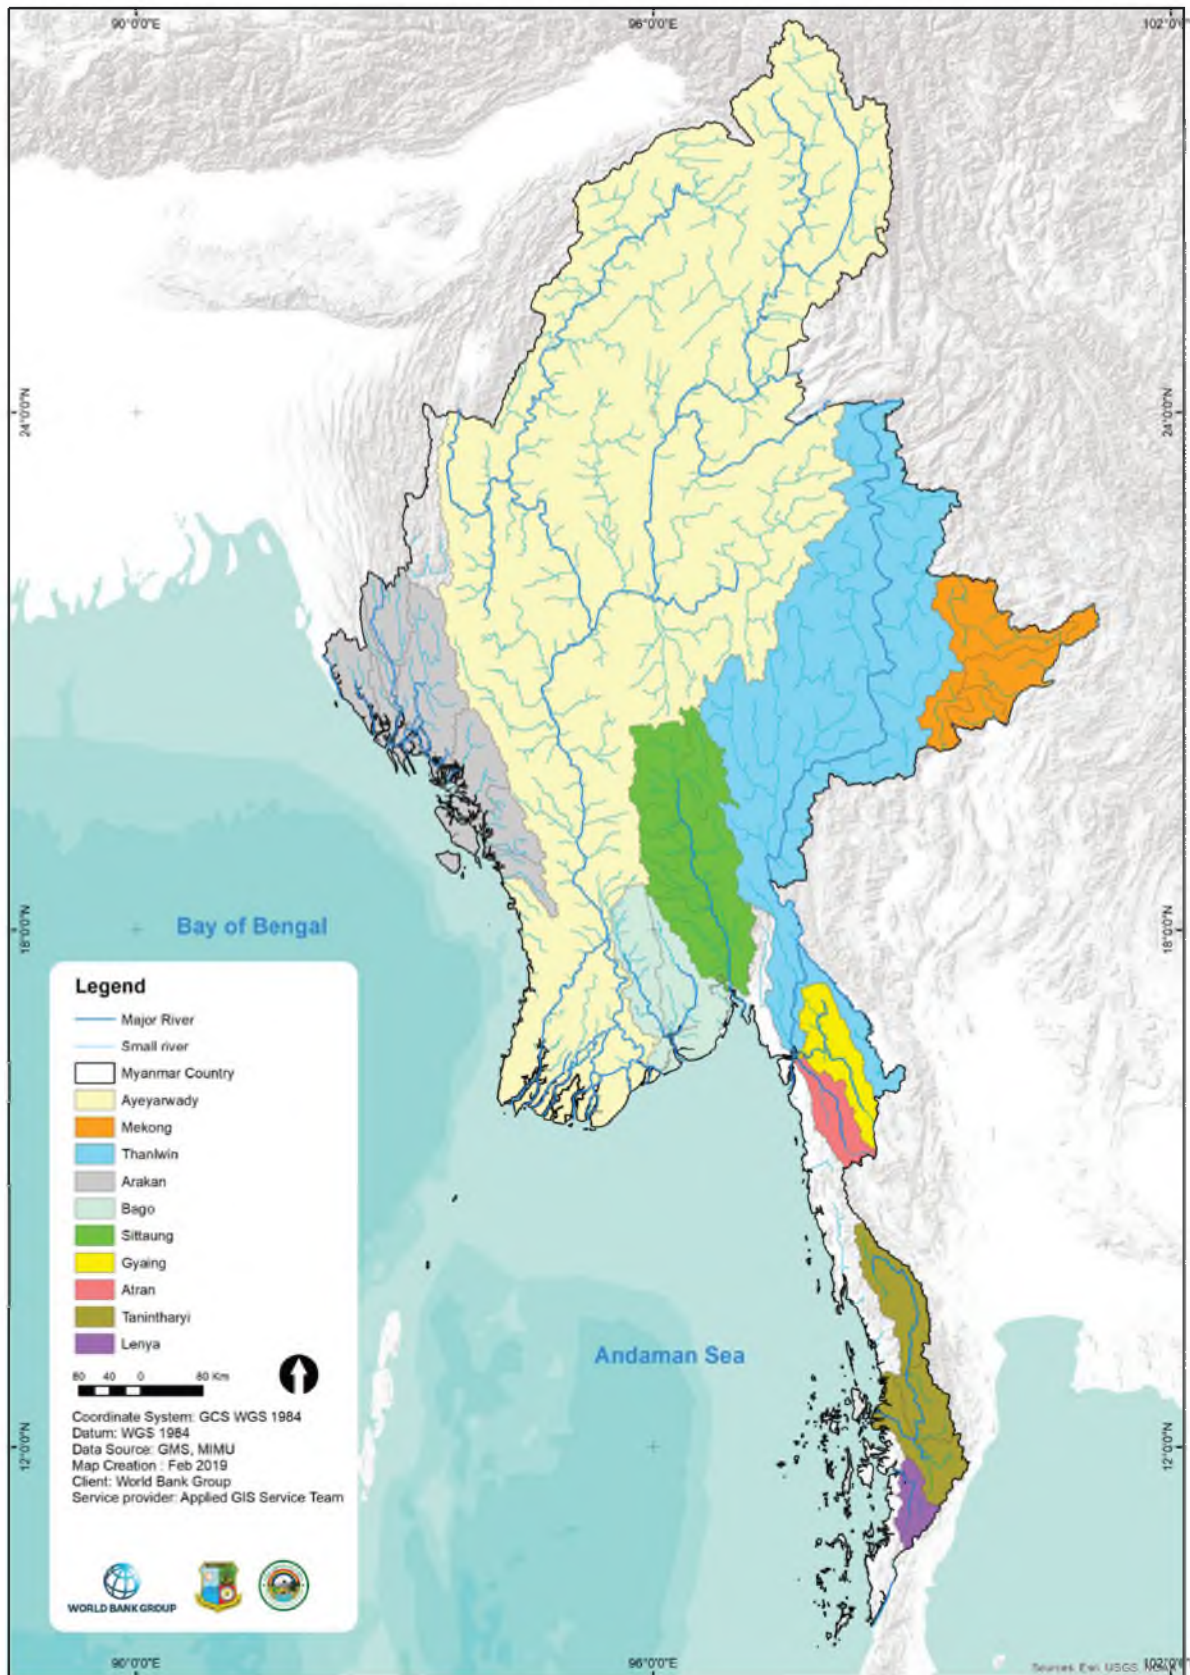 90°0'0"E
96°0'0"E
102°0'0"E
24°0'0"N
24°0'0"N
18°0'0"N
18°0'0"N
12°0'0"N
12°0'0"N
Bay of Bengal
Andaman Sea
Legend
Major River
Small river
Myanmar Country
Ayeyarwady
Mekong
Thanlwin
Arakan
Bago
Sittaung
Gyaing
Atran
Tanintharyi
Lenya
80 40 0 80 Km
Coordinate System: GCS WGS 1984
Datum: WGS 1984
Data Source: GMS, MIMU
Map Creation : Feb 2019
Client: World Bank Group
Service provider: Applied GIS Service Team
WORLD BANK GROUP
90°0'0"E
96°0'0"E
102°0'0"E
Sources: Esri, USGS, NOAA